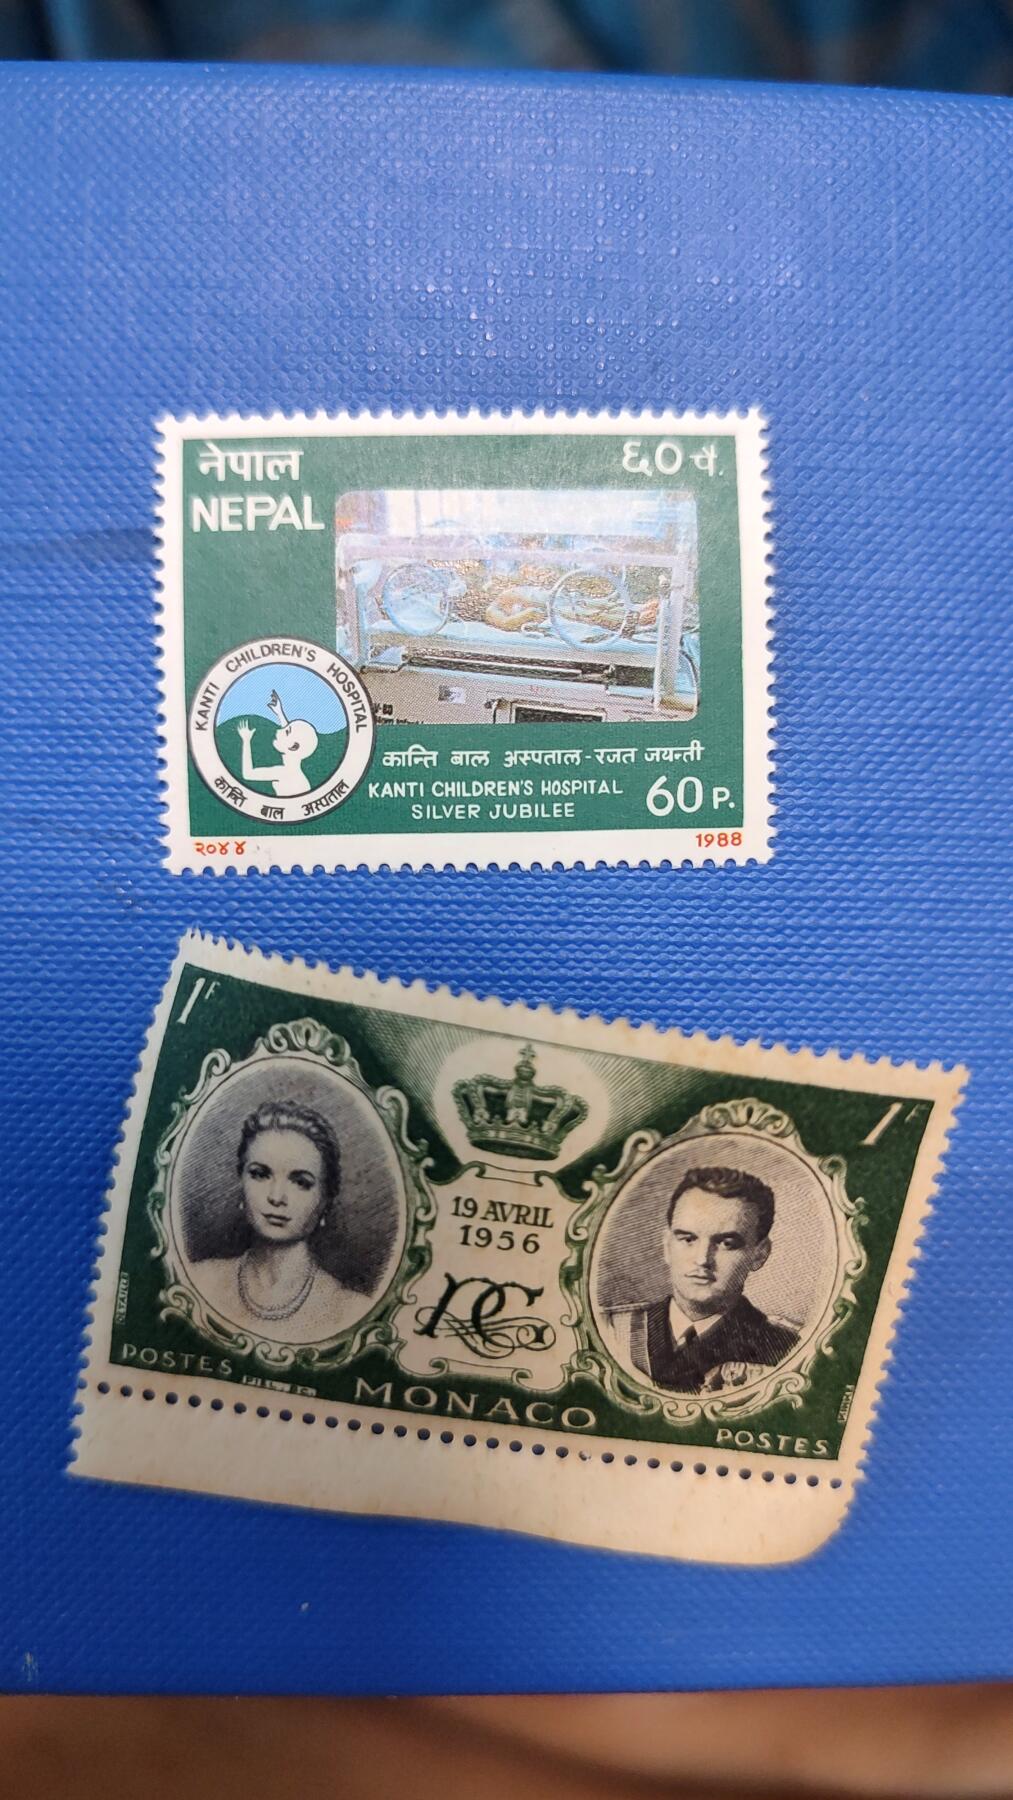 नेपाल
६० पै.
NEPAL
KANTI CHILDREN'S HOSPITAL
कान्ति बाल अस्पताल
कान्ति बाल अस्पताल - रजत जयन्ती
KANTI CHILDREN'S HOSPITAL
SILVER JUBILEE
60 P.
२०४४
1988
1F
1F
19 AVRIL
1956
POSTES
MONACO
POSTES